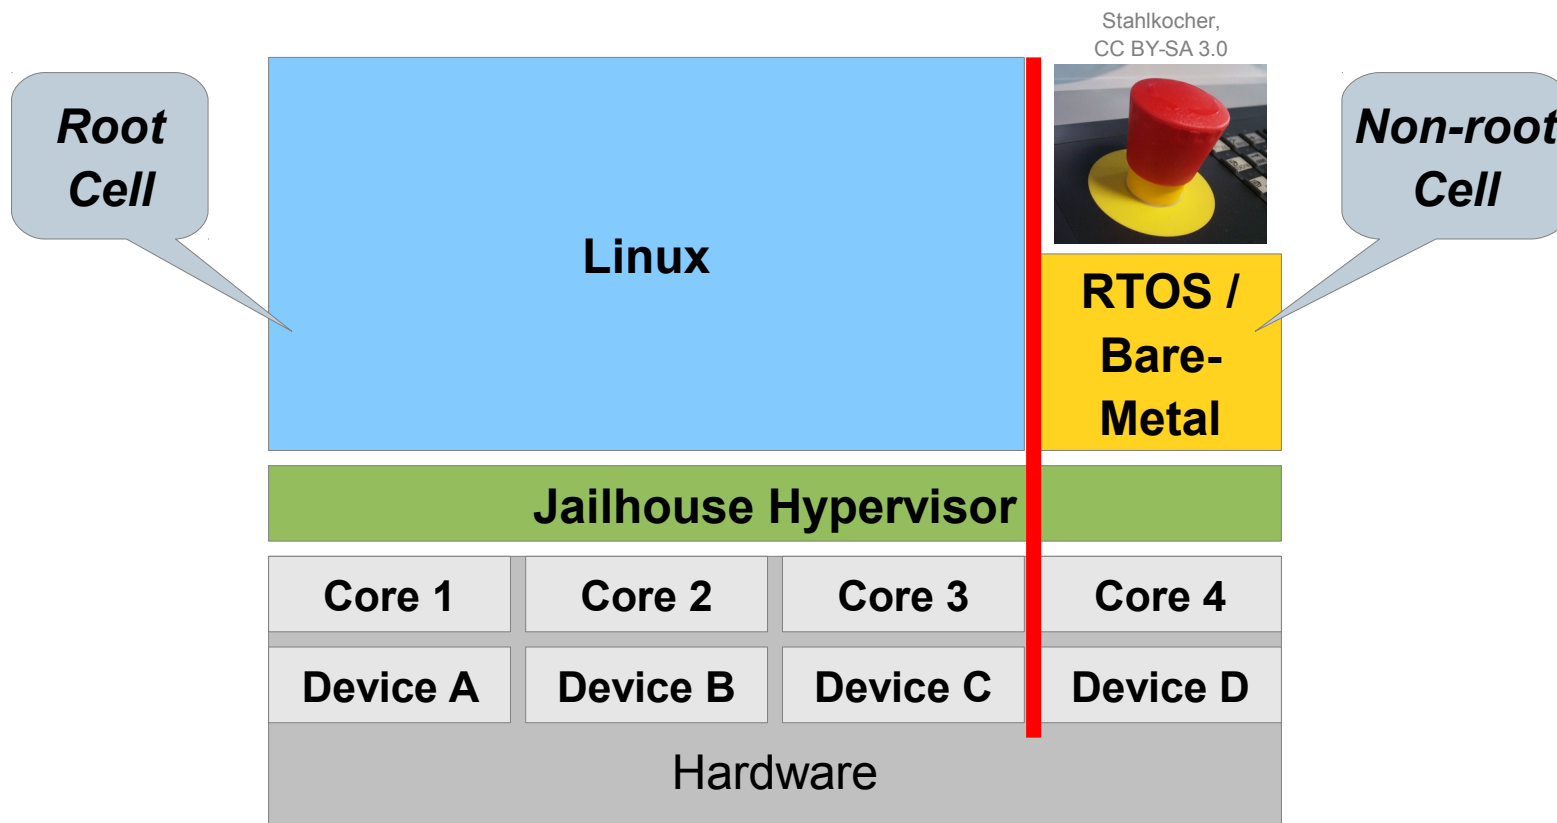 Stahlkocher,
CC BY-SA 3.0
Root
Cell
Non-root
Cell
Linux
RTOS /
Bare-
Metal
Jailhouse Hypervisor
Core 1
Core 2
Core 3
Core 4
Device A
Device B
Device C
Device D
Hardware